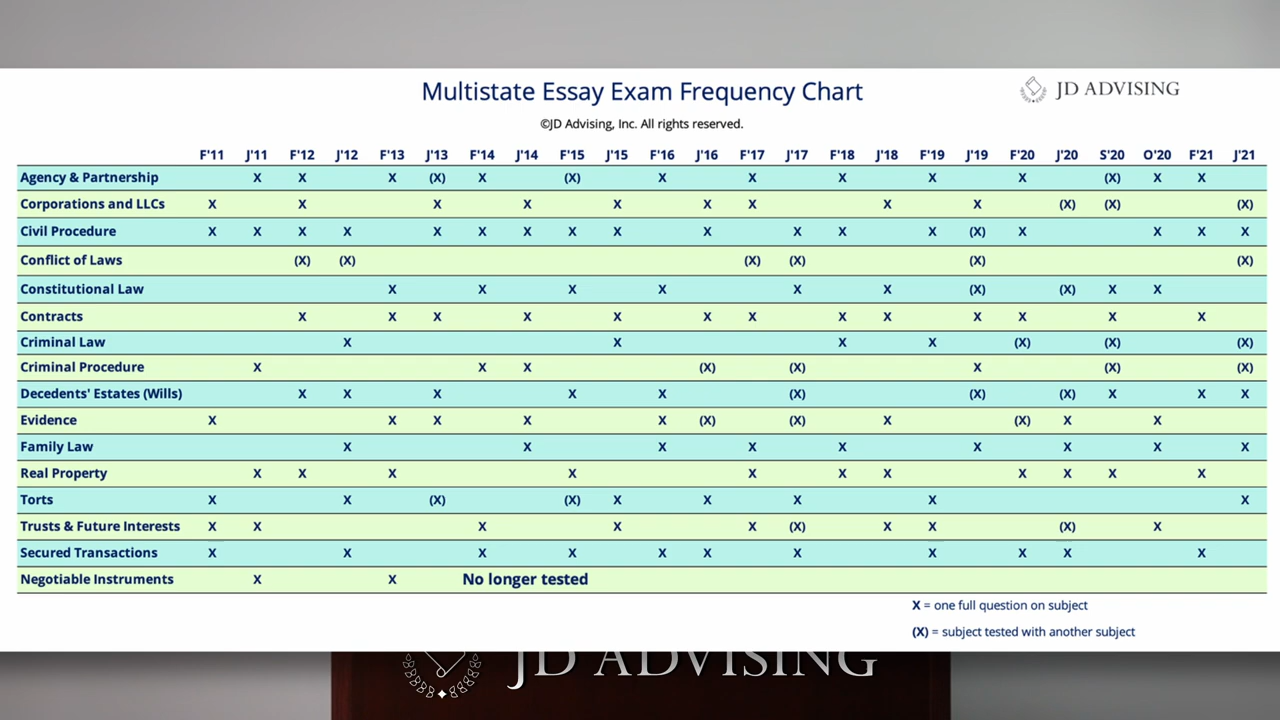 Multistate Essay Exam Frequency Chart
JD ADVISING
©JD Advising, Inc. All rights reserved.
F'11 J'11 F'12 J'12 F'13 J'13 F'14 J'14 F'15 J'15 F'16 J'16 F'17 J'17 F'18 J'18 F'19 J'19 F'20 J'20 S'20 O'20 F'21 J'21
Agency & Partnership X X X (X) X (X) X X X X X (X) X X
Corporations and LLCs X X X X X X X X X (X) (X) (X)
Civil Procedure X X X X X X X X X X X X X (X) X X X X
Conflict of Laws (X) (X) (X) (X) (X) (X)
Constitutional Law X X X X X X (X) (X) X X
Contracts X X X X X X X X X X X X X
Criminal Law X X X X (X) (X) (X)
Criminal Procedure X X X (X) (X) X (X) (X)
Decedents' Estates (Wills) X X X X X (X) (X) (X) X X X
Evidence X X X X X (X) (X) X (X) X X
Family Law X X X X X X X X X
Real Property X X X X X X X X X X X
Torts X X (X) (X) X X X X X
Trusts & Future Interests X X X X X (X) X X (X) X
Secured Transactions X X X X X X X X X X X
Negotiable Instruments X X No longer tested
X = one full question on subject
(X) = subject tested with another subject
JD ADVISING